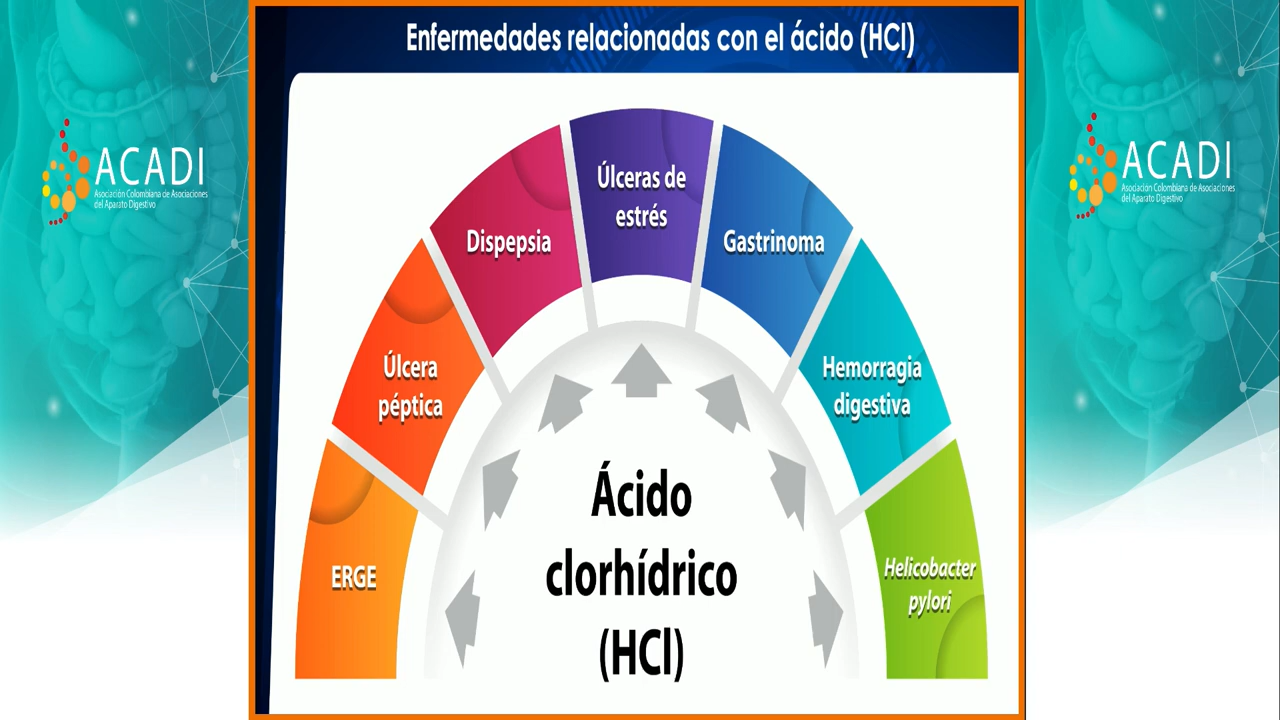 Enfermedades relacionadas con el ácido (HCl)
ACADI
Asociación Colombiana de Asociaciones
del Aparato Digestivo
ACADI
Asociación Colombiana de Asociaciones
del Aparato Digestivo
ERGE
Úlcera
péptica
Dispepsia
Úlceras de
estrés
Gastrinoma
Hemorragia
digestiva
Helicobacter
pylori
Ácido
clorhídrico
(HCl)